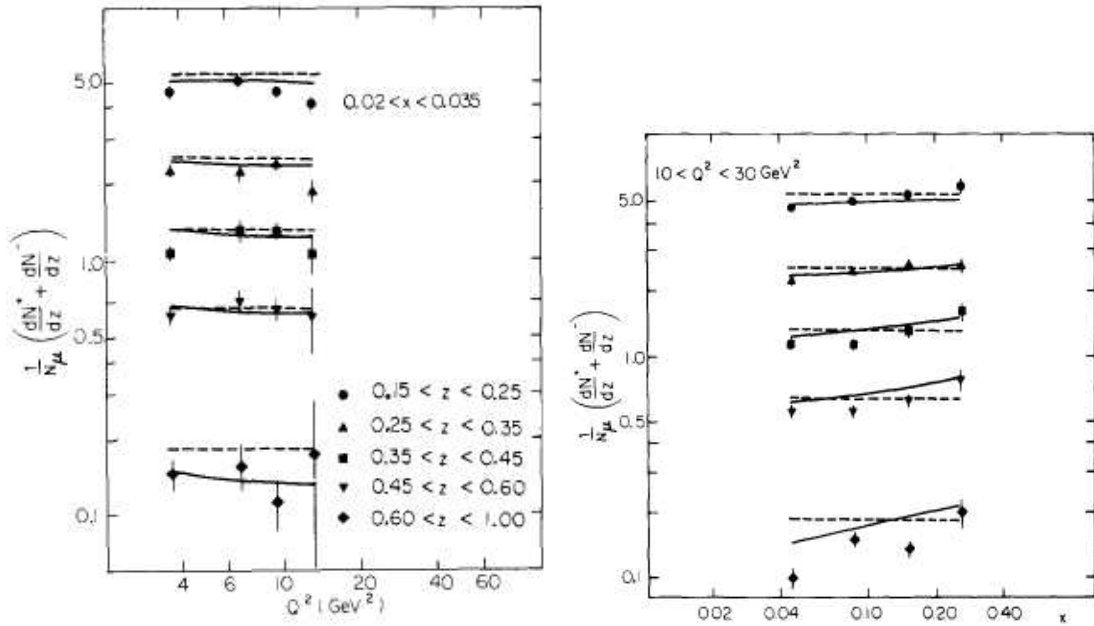 5.0
1.0
0.5
0.1
1/Nμ (dN⁺/dz + dN⁻/dz)
0.02 < x < 0.035
0.15 < z < 0.25
0.25 < z < 0.35
0.35 < z < 0.45
0.45 < z < 0.60
0.60 < z < 1.00
4 6 10 20 40 60
Q² (GeV²)
10 < Q² < 30 GeV²
5.0
1.0
0.5
0.1
1/Nμ (dN⁺/dz + dN⁻/dz)
0.02 0.04 0.10 0.20 0.40 x